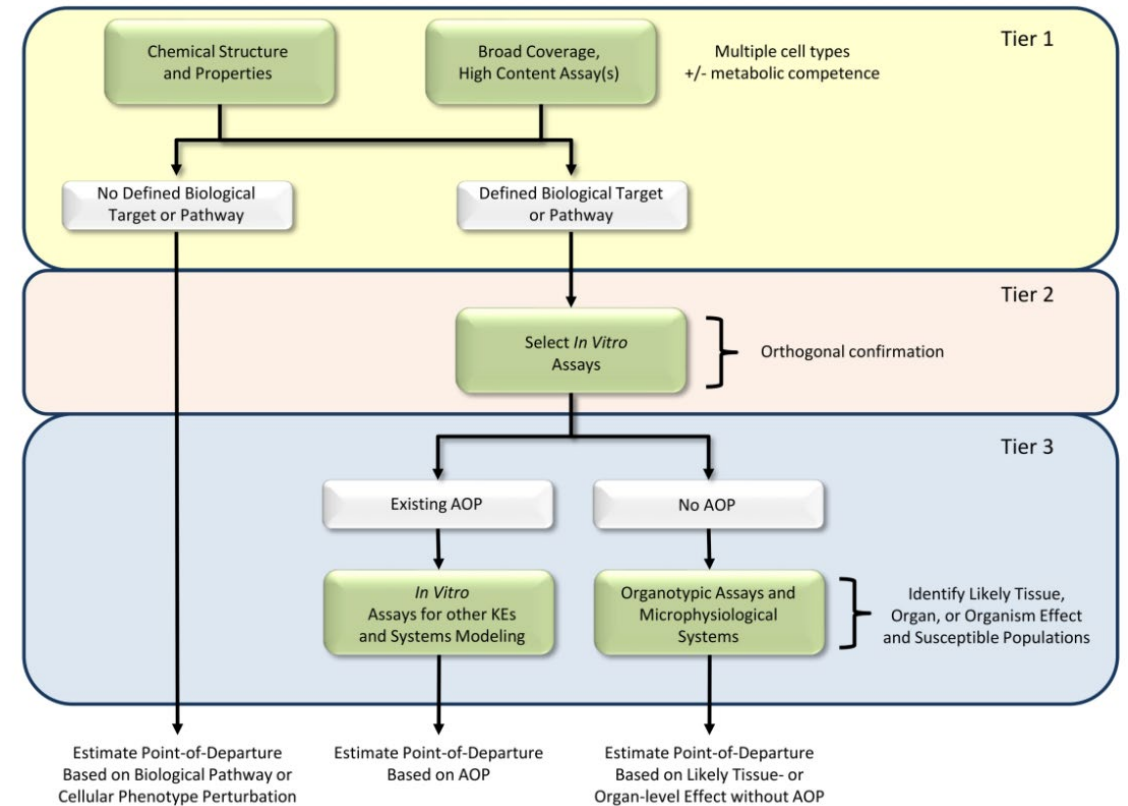 Tier 1
Chemical Structure
and Properties
Broad Coverage,
High Content Assay(s)
Multiple cell types
+/- metabolic competence
No Defined Biological
Target or Pathway
Defined Biological Target
or Pathway
Tier 2
Select In Vitro
Assays
Orthogonal confirmation
Tier 3
Existing AOP
No AOP
In Vitro
Assays for other KEs
and Systems Modeling
Organotypic Assays and
Microphysiological
Systems
Identify Likely Tissue,
Organ, or Organism Effect
and Susceptible Populations
Estimate Point-of-Departure
Based on Biological Pathway or
Cellular Phenotype Perturbation
Estimate Point-of-Departure
Based on AOP
Estimate Point-of-Departure
Based on Likely Tissue- or
Organ-level Effect without AOP